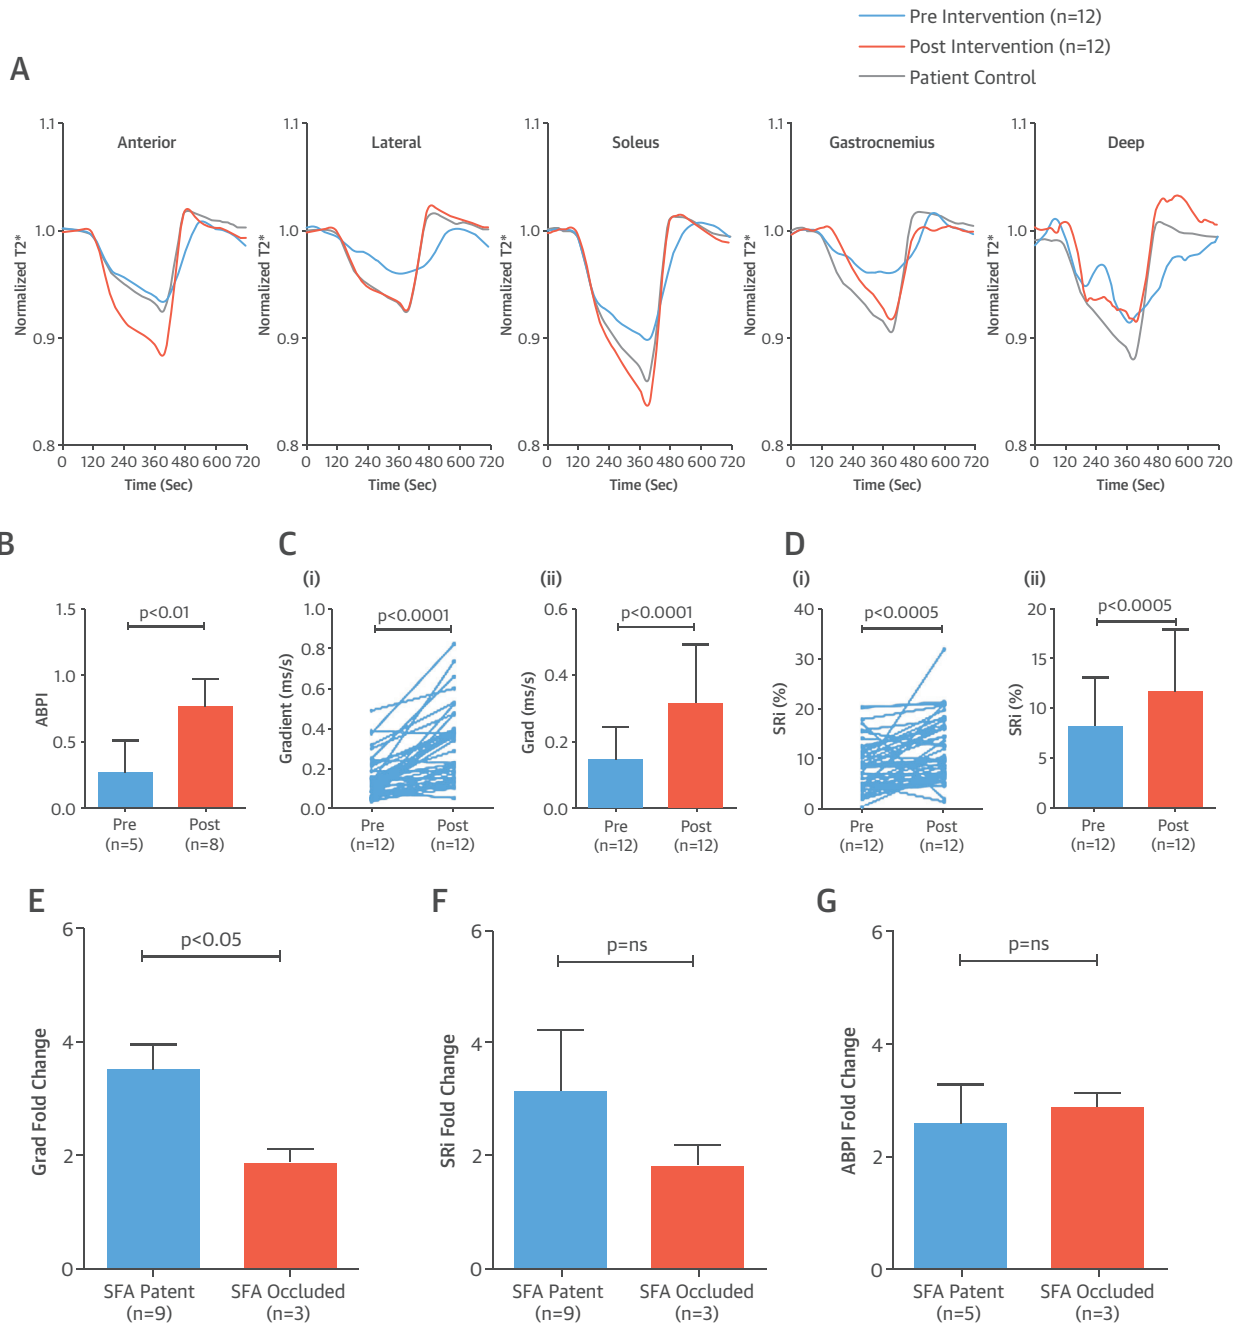 Pre Intervention (n=12)
Post Intervention (n=12)
Patient Control
A
Anterior
Lateral
Soleus
Gastrocnemius
Deep
Normalized T2*
1.1
1.0
0.9
0.8
0 120 240 360 480 600 720
Time (Sec)
Normalized T2*
1.1
1.0
0.9
0.8
0 120 240 360 480 600 720
Time (Sec)
Normalized T2*
1.1
1.0
0.9
0.8
0 120 240 360 480 600 720
Time (Sec)
Normalized T2*
1.1
1.0
0.9
0.8
0 120 240 360 480 600 720
Time (Sec)
Normalized T2*
1.1
1.0
0.9
0.8
0 120 240 360 480 600 720
Time (Sec)
B
p<0.01
ABPI
1.5
1.0
0.5
0.0
Pre Post
(n=5) (n=8)
C
(i)
p<0.0001
Gradient (ms/s)
1.0
0.8
0.6
0.4
0.2
0.0
Pre Post
(n=12) (n=12)
(ii)
p<0.0001
Grad (ms/s)
0.6
0.4
0.2
0.0
Pre Post
(n=12) (n=12)
D
(i)
p<0.0005
SRi (%)
40
30
20
10
0
Pre Post
(n=12) (n=12)
(ii)
p<0.0005
SRi (%)
20
15
10
5
0
Pre Post
(n=12) (n=12)
E
p<0.05
Grad Fold Change
6
4
2
0
SFA Patent SFA Occluded
(n=9) (n=3)
F
p=ns
SRi Fold Change
6
4
2
0
SFA Patent SFA Occluded
(n=9) (n=3)
G
p=ns
ABPI Fold Change
6
4
2
0
SFA Patent SFA Occluded
(n=5) (n=3)